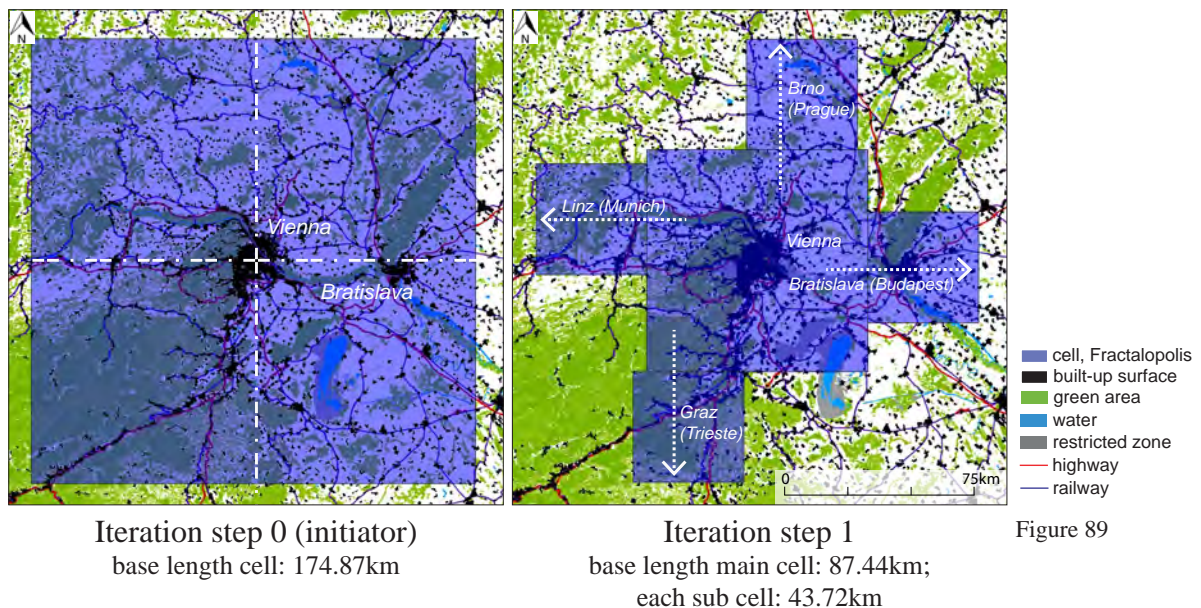 N
Vienna
Bratislava
N
Brno
(Prague)
Linz (Munich)
Vienna
Bratislava (Budapest)
Graz
(Trieste)
0 75km
cell, Fractalopolis
built-up surface
green area
water
restricted zone
highway
railway
Iteration step 0 (initiator)
base length cell: 174.87km
Iteration step 1
base length main cell: 87.44km;
each sub cell: 43.72km
Figure 89